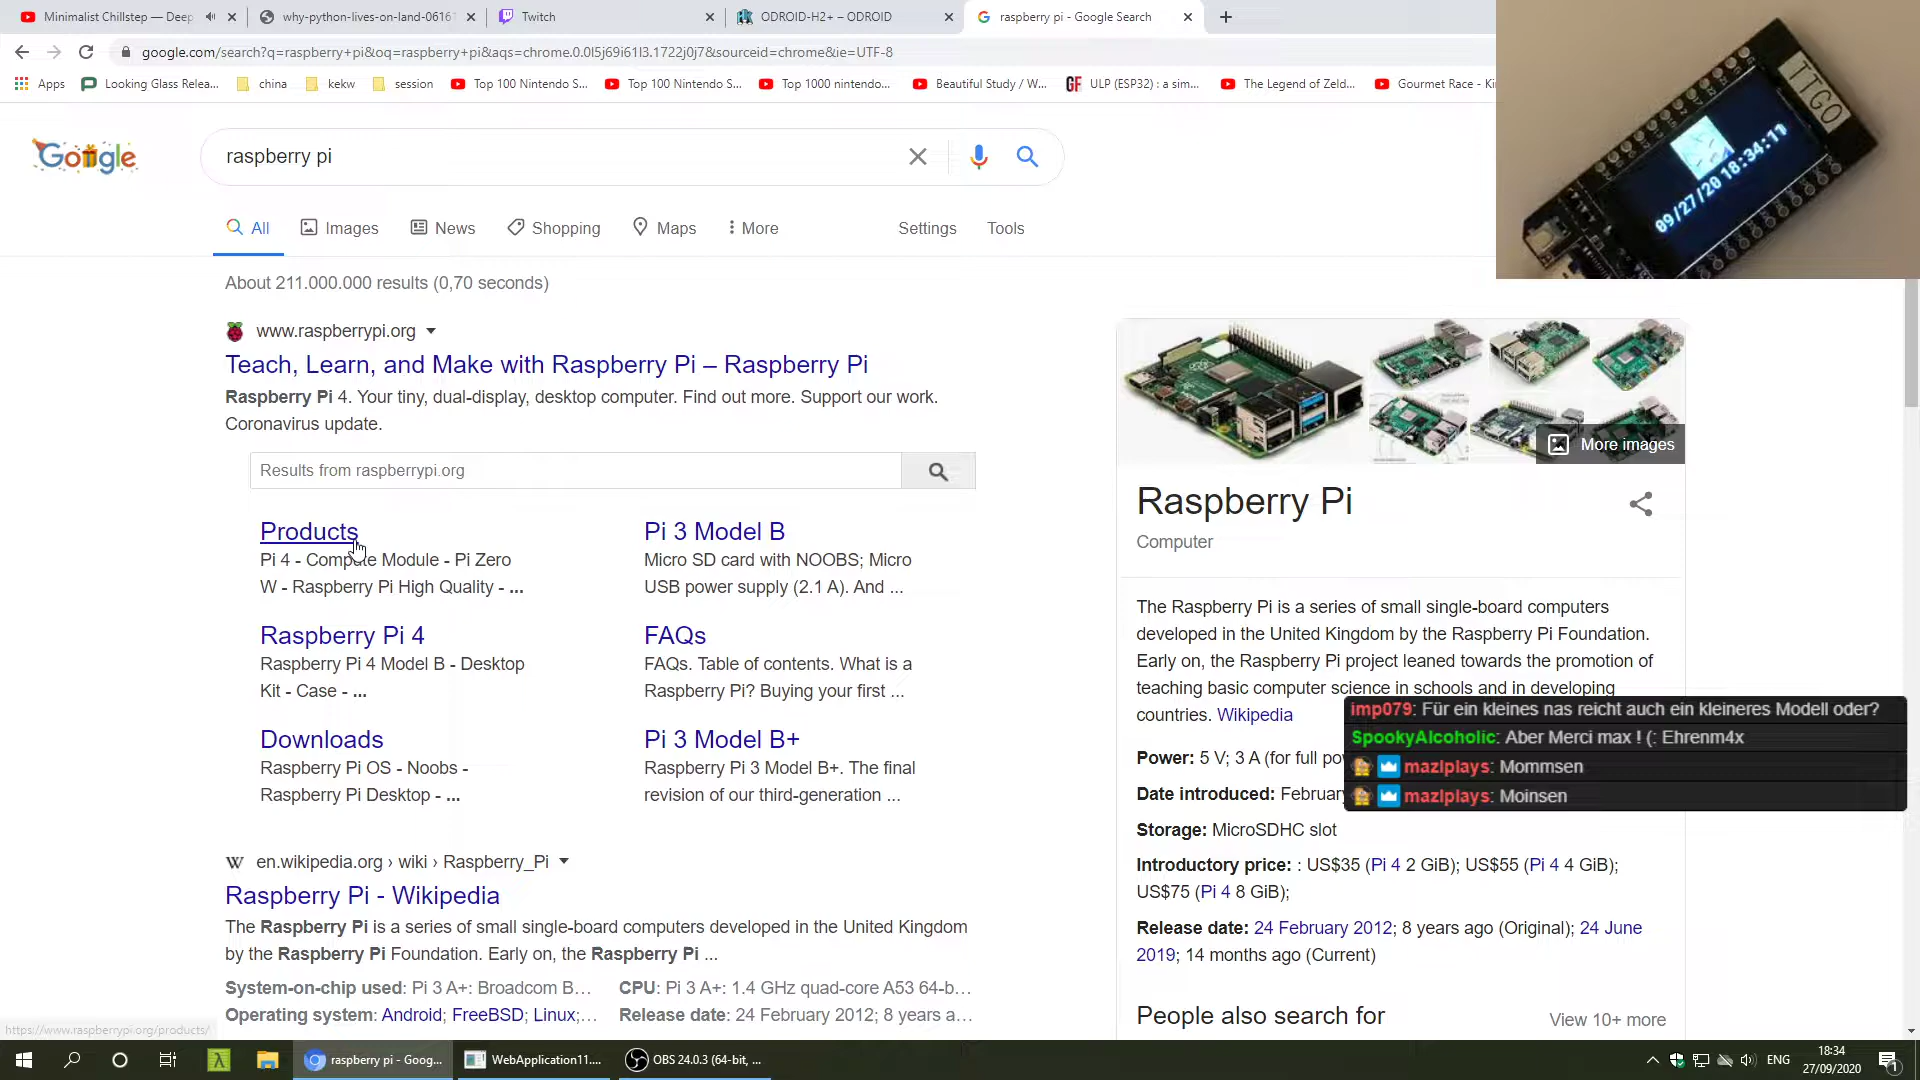 Minimalist Chillstep — Deep
why-python-lives-on-land-0616
Twitch
ODROID-H2+ – ODROID
raspberry pi - Google Search
google.com/search?q=raspberry+pi&oq=raspberry+pi&aqs=chrome.0.0l5j69i61l3.1722j0j7&sourceid=chrome&ie=UTF-8
Apps
Looking Glass Relea...
china
kekw
session
Top 100 Nintendo S...
Top 100 Nintendo S...
Top 1000 nintendo...
Beautiful Study / W...
ULP (ESP32) : a sim...
The Legend of Zeld...
Gourmet Race - Ki
TTGO
09/27/20 18:34:11
Google
raspberry pi
All
Images
News
Shopping
Maps
More
Settings
Tools
About 211.000.000 results (0,70 seconds)
www.raspberrypi.org
Teach, Learn, and Make with Raspberry Pi – Raspberry Pi
Raspberry Pi 4. Your tiny, dual-display, desktop computer. Find out more. Support our work.
Coronavirus update.
Results from raspberrypi.org
Products
Pi 4 - Compute Module - Pi Zero
W - Raspberry Pi High Quality - ...
Pi 3 Model B
Micro SD card with NOOBS; Micro
USB power supply (2.1 A). And ...
Raspberry Pi 4
Raspberry Pi 4 Model B - Desktop
Kit - Case - ...
FAQs
FAQs. Table of contents. What is a
Raspberry Pi? Buying your first ...
Downloads
Raspberry Pi OS - Noobs -
Raspberry Pi Desktop - ...
Pi 3 Model B+
Raspberry Pi 3 Model B+. The final
revision of our third-generation ...
en.wikipedia.org › wiki › Raspberry_Pi
Raspberry Pi - Wikipedia
The Raspberry Pi is a series of small single-board computers developed in the United Kingdom
by the Raspberry Pi Foundation. Early on, the Raspberry Pi ...
System-on-chip used: Pi 3 A+: Broadcom B...
CPU: Pi 3 A+: 1.4 GHz quad-core A53 64-b...
Operating system: Android; FreeBSD; Linux;...
Release date: 24 February 2012; 8 years a...
More images
Raspberry Pi
Computer
The Raspberry Pi is a series of small single-board computers
developed in the United Kingdom by the Raspberry Pi Foundation.
Early on, the Raspberry Pi project leaned towards the promotion of
teaching basic computer science in schools and in developing
countries. Wikipedia
Power: 5 V; 3 A (for full po
Date introduced: Februar
Storage: MicroSDHC slot
Introductory price: : US$35 (Pi 4 2 GiB); US$55 (Pi 4 4 GiB);
US$75 (Pi 4 8 GiB);
Release date: 24 February 2012; 8 years ago (Original); 24 June
2019; 14 months ago (Current)
People also search for
View 10+ more
imp079: Für ein kleines nas reicht auch ein kleineres Modell oder?
SpookyAlcoholic: Aber Merci max ! (: Ehrenm4x
maziplays: Mommsen
maziplays: Moinsen
https://www.raspberrypi.org/products/
raspberry pi - Goog...
WebApplication11....
OBS 24.0.3 (64-bit, ...
ENG
18:34
27/09/2020
1